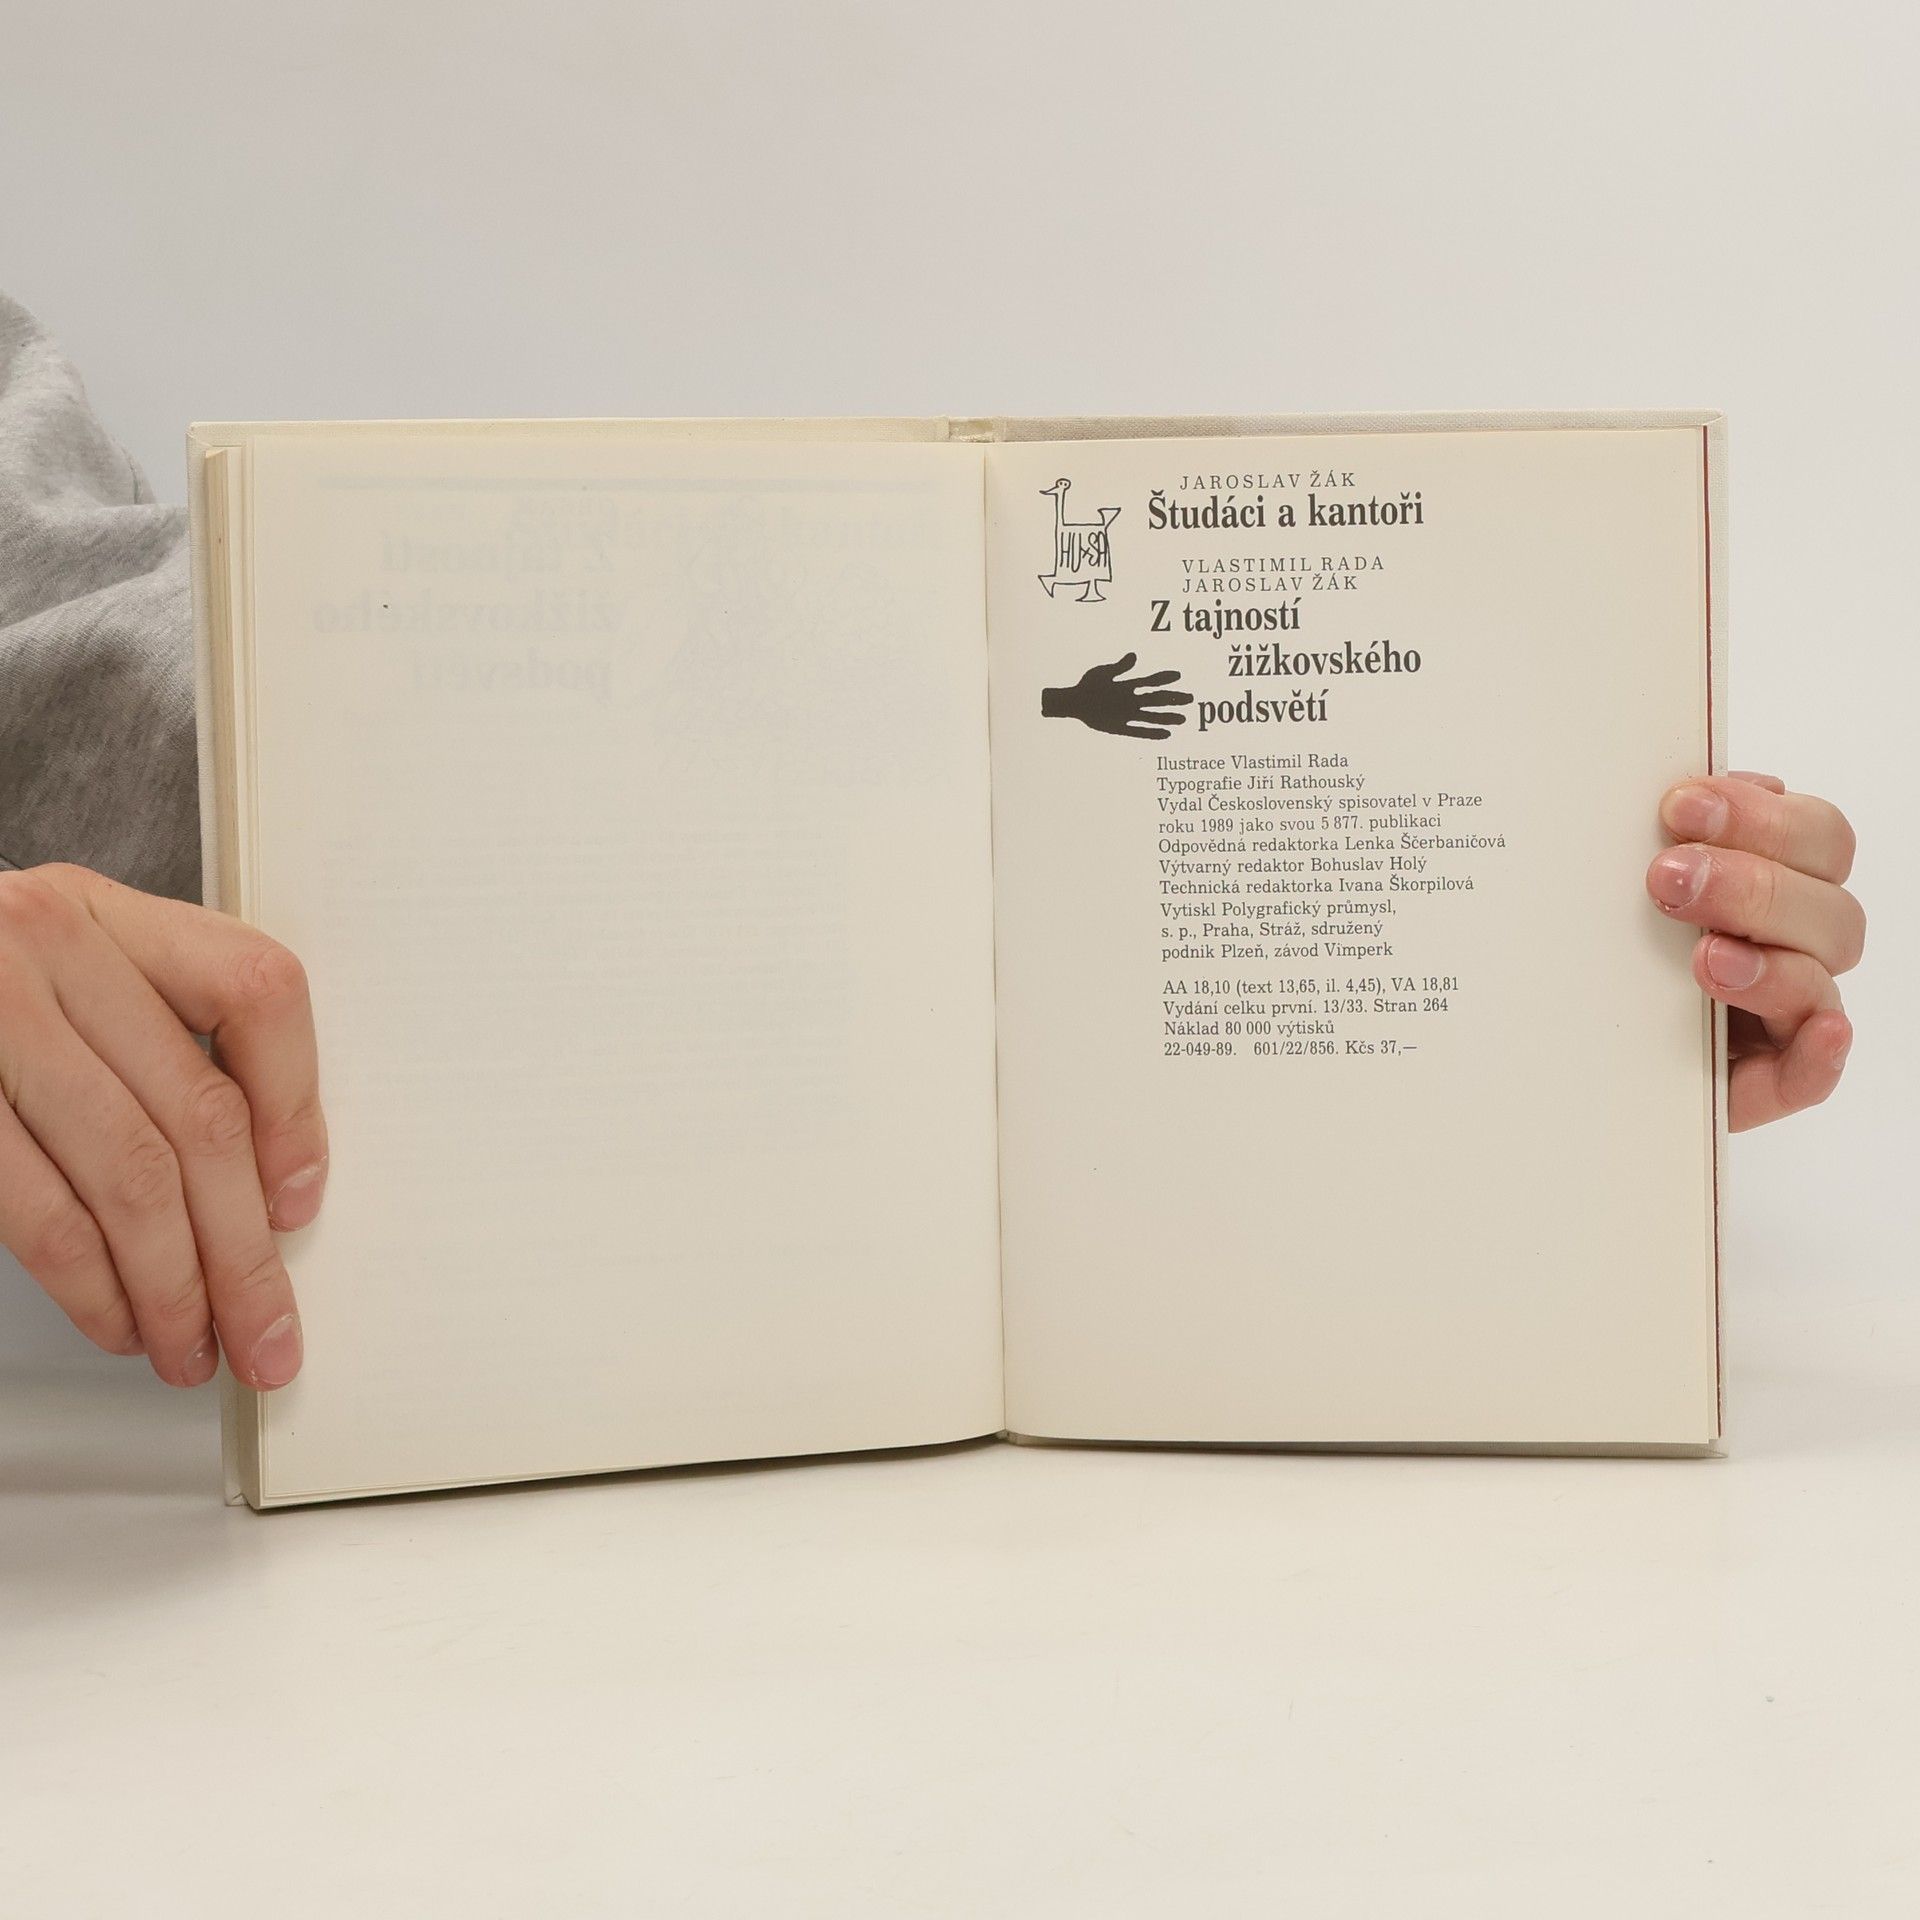 JAROSLAV ŽÁK
Študáci a kantoři
HU+SA
VLASTIMIL RADA
JAROSLAV ŽÁK
Z tajností
žižkovského
podsvětí
Ilustrace Vlastimil Rada
Typografie Jiří Rathouský
Vydal Československý spisovatel v Praze
roku 1989 jako svou 5 877. publikaci
Odpovědná redaktorka Lenka Ščerbaničová
Výtvarný redaktor Bohuslav Holý
Technická redaktorka Ivana Škorpilová
Vytiskl Polygrafický průmysl,
s. p., Praha, Stráž, sdružený
podnik Plzeň, závod Vimperk
AA 18,10 (text 13,65, il. 4,45), VA 18,81
Vydání celku první. 13/33. Stran 264
Náklad 80 000 výtisků
22-049-89. 601/22/856. Kčs 37,—